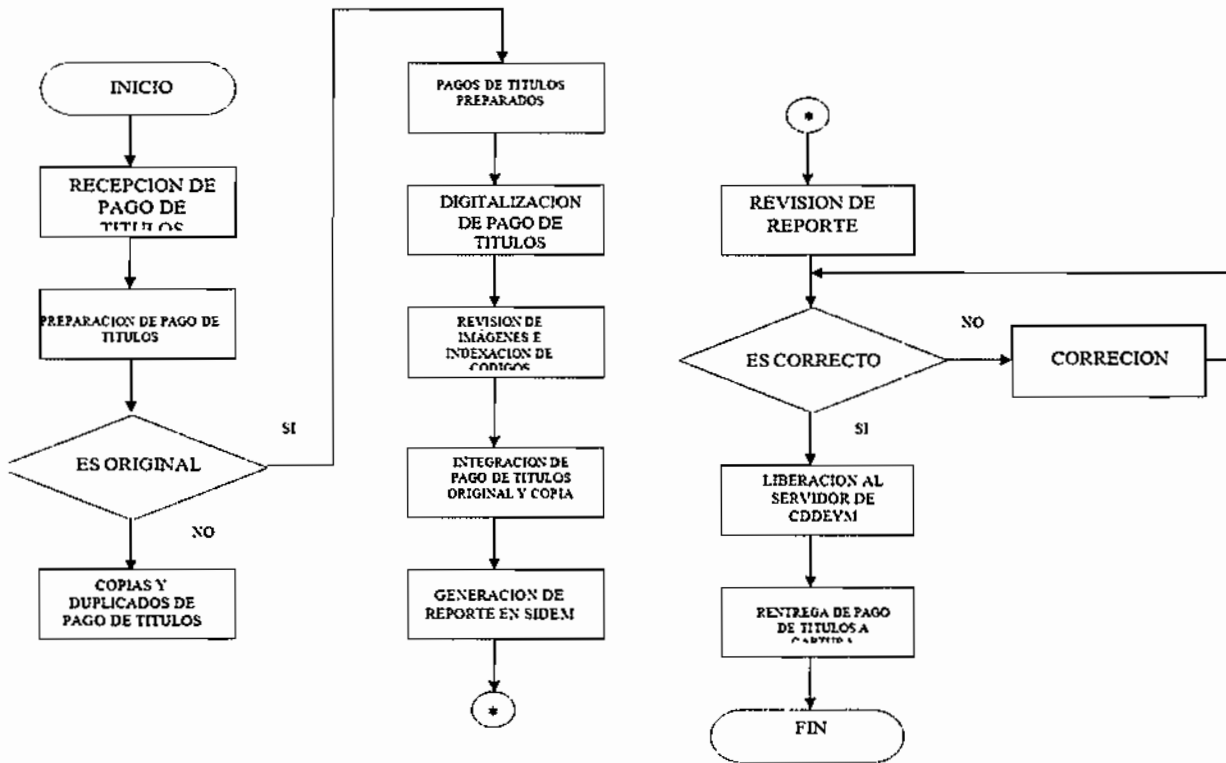 INICIO
RECEPCION DE
PAGO DE
TITULOS
PREPARACION DE PAGO DE
TITULOS
ES ORIGINAL
SI
NO
COPIAS Y
DUPLICADOS DE
PAGO DE TITULOS
PAGOS DE TITULOS
PREPARADOS
DIGITALIZACION
DE PAGO DE
TITULOS
REVISION DE
IMÁGENES E
INDEXACION DE
CODIGOS
INTEGRACION DE
PAGO DE TITULOS
ORIGINAL Y COPIA
GENERACION DE
REPORTE EN SIDEM
*
*
REVISION DE
REPORTE
ES CORRECTO
NO
CORRECION
SI
LIBERACION AL
SERVIDOR DE
CDDEYM
RENTREGA DE PAGO
DE TITULOS A
FIN